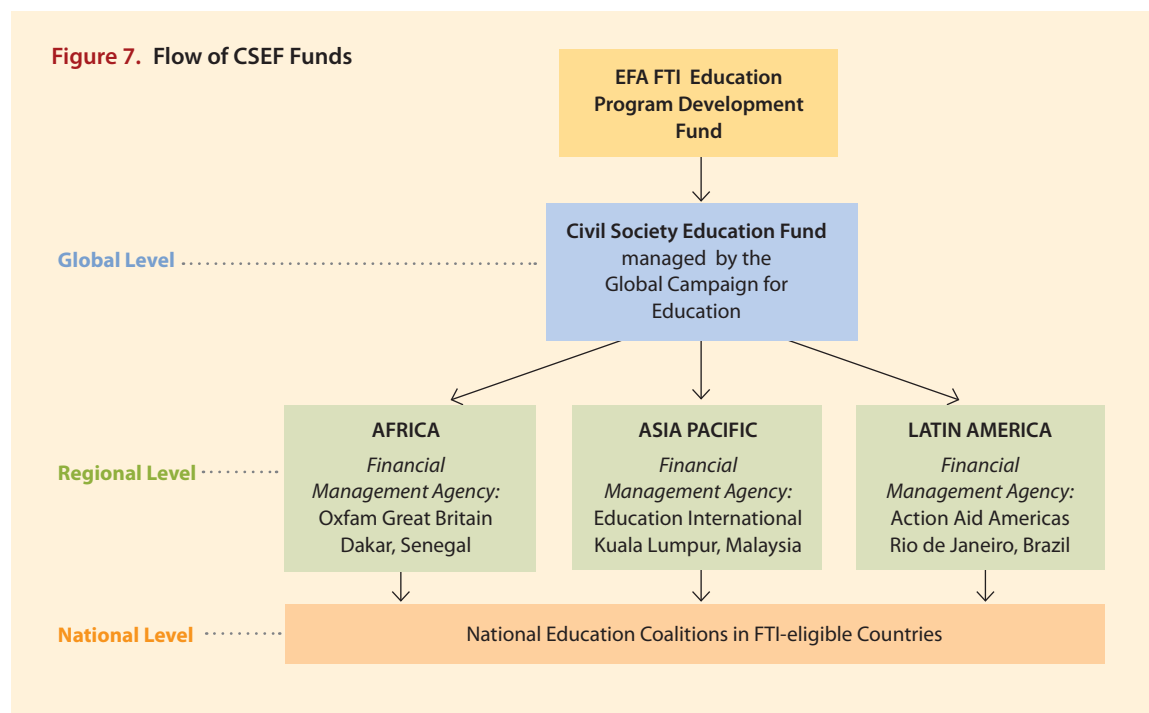 Figure 7. Flow of CSEF Funds
EFA FTI Education
Program Development
Fund
Global Level
Civil Society Education Fund
managed by the
Global Campaign for
Education
Regional Level
AFRICA
Financial
Management Agency:
Oxfam Great Britain
Dakar, Senegal
ASIA PACIFIC
Financial
Management Agency:
Education International
Kuala Lumpur, Malaysia
LATIN AMERICA
Financial
Management Agency:
Action Aid Americas
Rio de Janeiro, Brazil
National Level
National Education Coalitions in FTI-eligible Countries